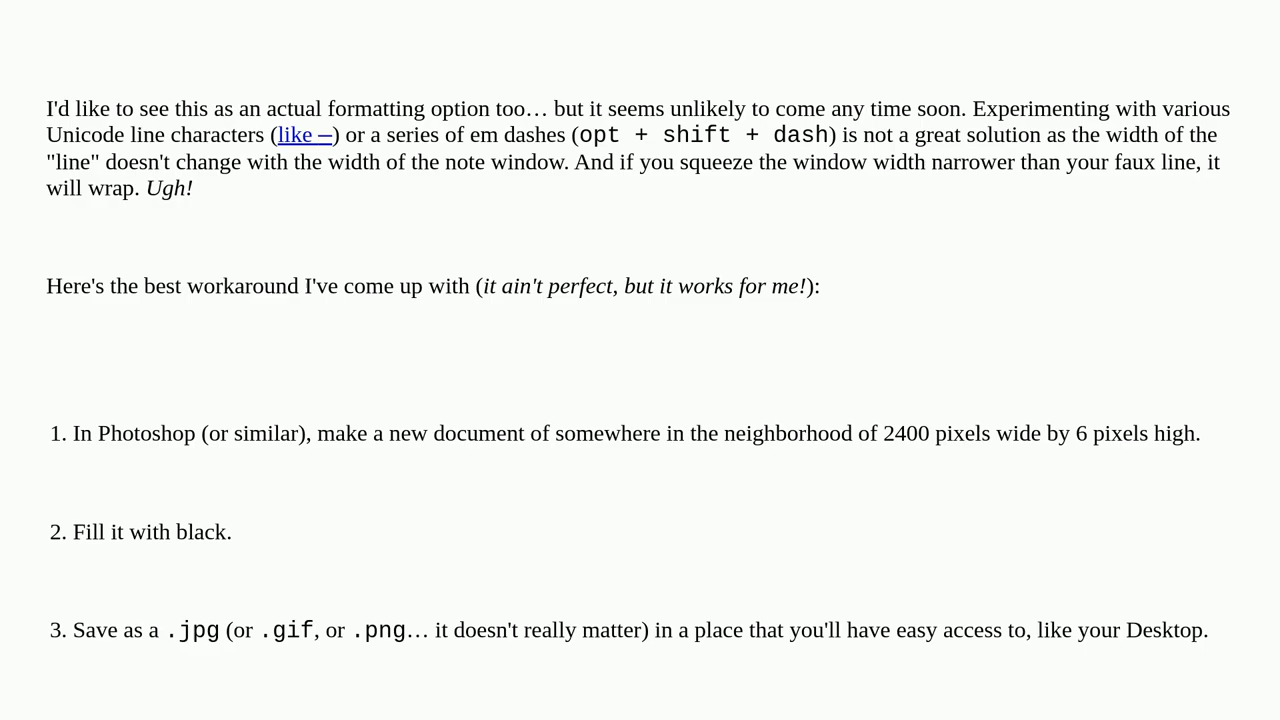 I'd like to see this as an actual formatting option too… but it seems unlikely to come any time soon. Experimenting with various
Unicode line characters (like ─) or a series of em dashes (opt + shift + dash) is not a great solution as the width of the
"line" doesn't change with the width of the note window. And if you squeeze the window width narrower than your faux line, it
will wrap. Ugh!
Here's the best workaround I've come up with (it ain't perfect, but it works for me!):
1. In Photoshop (or similar), make a new document of somewhere in the neighborhood of 2400 pixels wide by 6 pixels high.
2. Fill it with black.
3. Save as a .jpg (or .gif, or .png… it doesn't really matter) in a place that you'll have easy access to, like your Desktop.